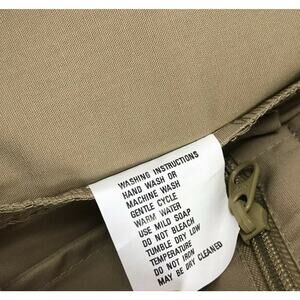 WASHING INSTRUCTIONS
HAND WASH OR
MACHINE WASH
GENTLE CYCLE
WARM WATER
USE MILD SOAP
DO NOT BLEACH
TUMBLE DRY LOW
TEMPERATURE
DO NOT IRON
MAY BE DRY CLEANED